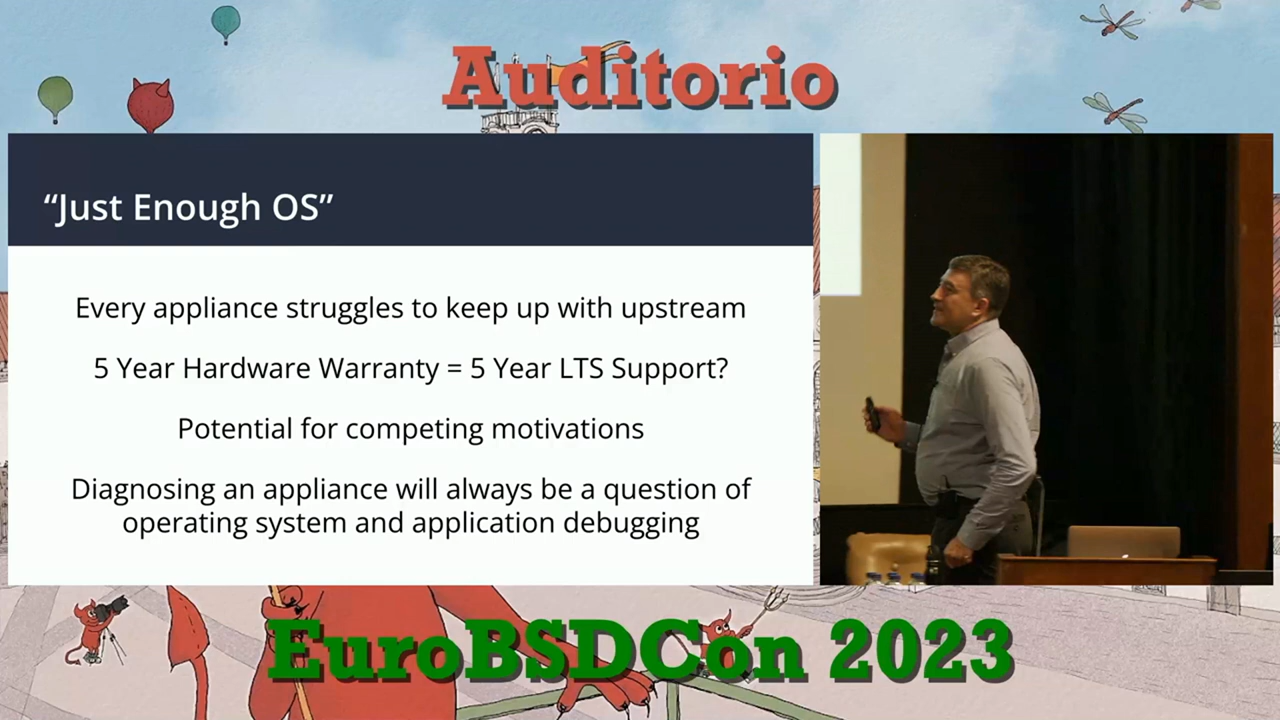 Auditorio
“Just Enough OS”
Every appliance struggles to keep up with upstream
5 Year Hardware Warranty = 5 Year LTS Support?
Potential for competing motivations
Diagnosing an appliance will always be a question of
operating system and application debugging
EuroBSDCon 2023